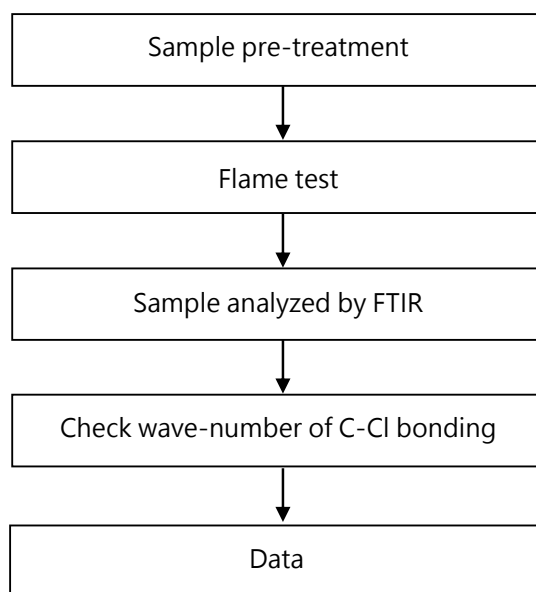 Sample pre-treatment
Flame test
Sample analyzed by FTIR
Check wave-number of C-Cl bonding
Data